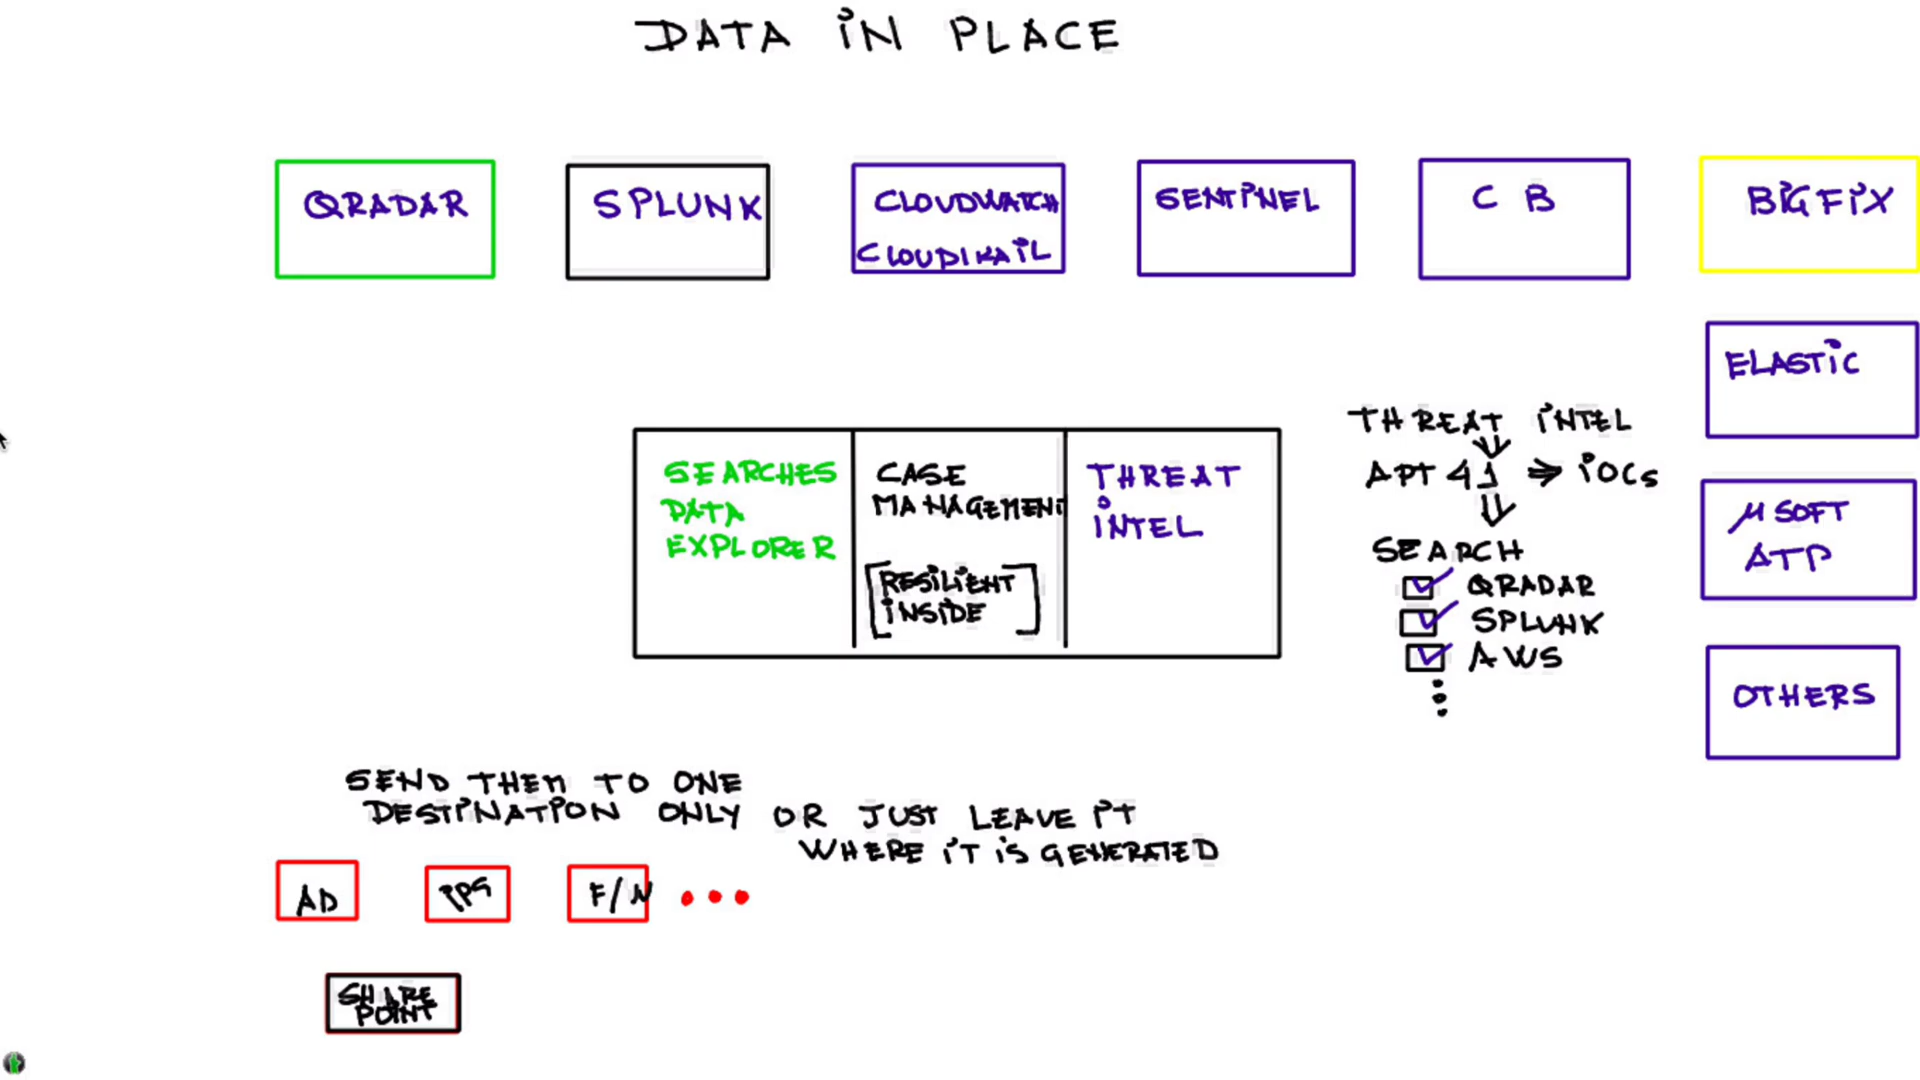 DATA iN PLACE
QRADAR
SPLUNK
CLOUDWATCH
CLOUDIKAiL
SENTiNEL
C B
BiGFiX
ELASTiC
SEARCHES
DATA
EXPLORER
CASE
MANAGEMENT
[RESiLiENT
iNSiDE]
THREAT
iNTEL
THREAT iNTEL
APT 41 ⇒ iOCs
SEARCH
QRADAR
SPLUNK
AWS
μSOFT
ATP
OTHERS
SEND THEM TO ONE
DESTiNATiON ONLY OR JUST LEAVE iT
WHERE iT iS GENERATED
AD
IPS
F/W
SHARE
POiNT